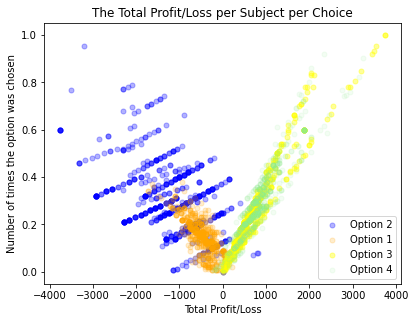 The Total Profit/Loss per Subject per Choice
Number of times the option was chosen
1.0
0.8
0.6
0.4
0.2
0.0
Option 2
Option 1
Option 3
Option 4
−4000 −3000 −2000 −1000 0 1000 2000 3000 4000
Total Profit/Loss